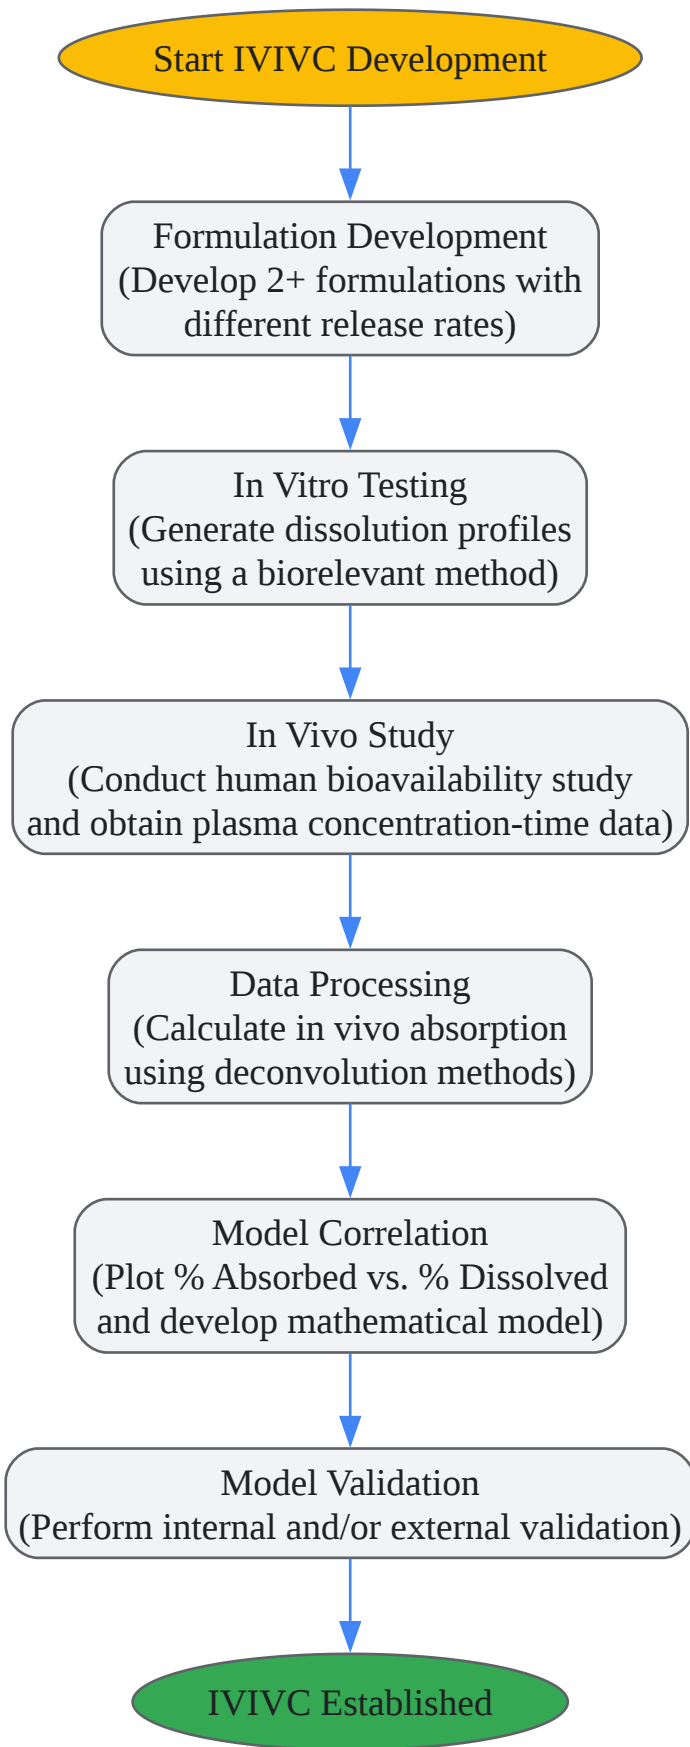 Start IVIVC Development
Formulation Development
(Develop 2+ formulations with
different release rates)
In Vitro Testing
(Generate dissolution profiles
using a biorelevant method)
In Vivo Study
(Conduct human bioavailability study
and obtain plasma concentration-time data)
Data Processing
(Calculate in vivo absorption
using deconvolution methods)
Model Correlation
(Plot % Absorbed vs. % Dissolved
and develop mathematical model)
Model Validation
(Perform internal and/or external validation)
IVIVC Established